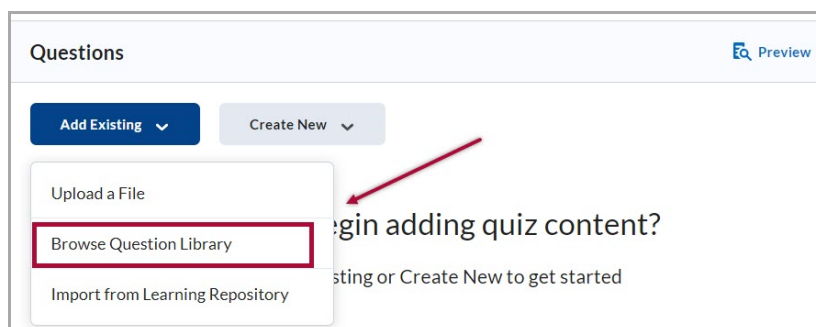 Questions
Preview
Add Existing
Create New
Upload a File
Browse Question Library
Import from Learning Repository
egin adding quiz content?
sting or Create New to get started